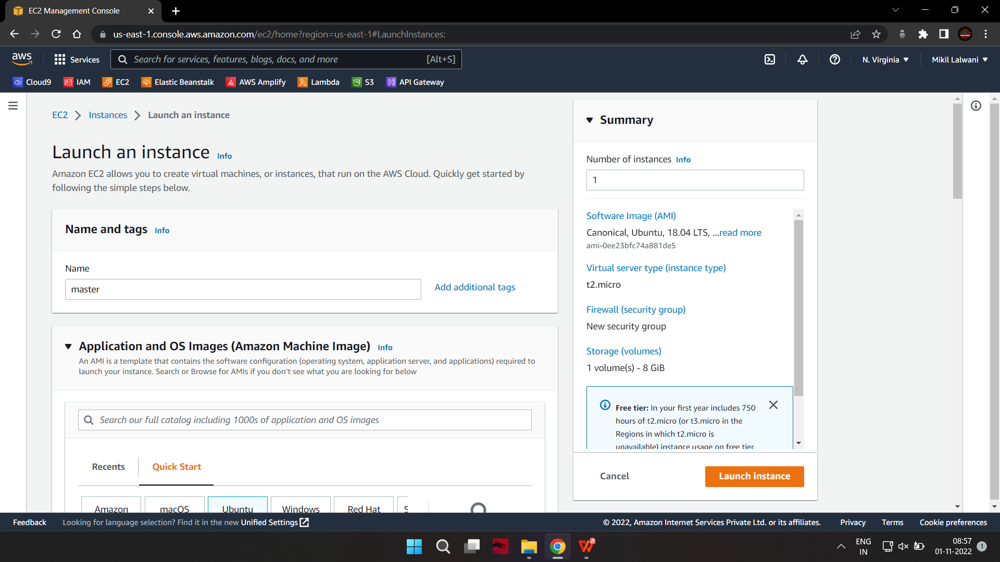 EC2 Management Console
us-east-1.console.aws.amazon.com/ec2/home?region=us-east-1#LaunchInstances:
aws
Services
Search for services, features, blogs, docs, and more
[Alt+S]
N. Virginia
Mikil Lalwani
Cloud9
IAM
EC2
Elastic Beanstalk
AWS Amplify
Lambda
S3
API Gateway
EC2
Instances
Launch an instance
Launch an instance Info
Amazon EC2 allows you to create virtual machines, or instances, that run on the AWS Cloud. Quickly get started by
following the simple steps below.
Name and tags Info
Name
master
Add additional tags
Application and OS Images (Amazon Machine Image) Info
An AMI is a template that contains the software configuration (operating system, application server, and applications) required to
launch your instance. Search or Browse for AMIs if you don't see what you are looking for below
Search our full catalog including 1000s of application and OS images
Recents
Quick Start
Amazon
macOS
Ubuntu
Windows
Red Hat
S
Summary
Number of instances Info
1
Software Image (AMI)
Canonical, Ubuntu, 18.04 LTS, ...read more
ami-0ee23bfc74a881de5
Virtual server type (instance type)
t2.micro
Firewall (security group)
New security group
Storage (volumes)
1 volume(s) - 8 GiB
Free tier: In your first year includes 750
hours of t2.micro (or t3.micro in the
Regions in which t2.micro is
unavailable) instance usage on free tier
Cancel
Launch instance
Feedback
Looking for language selection? Find it in the new Unified Settings
© 2022, Amazon Internet Services Private Ltd. or its affiliates.
Privacy
Terms
Cookie preferences
ENG
IN
08:57
01-11-2022
1